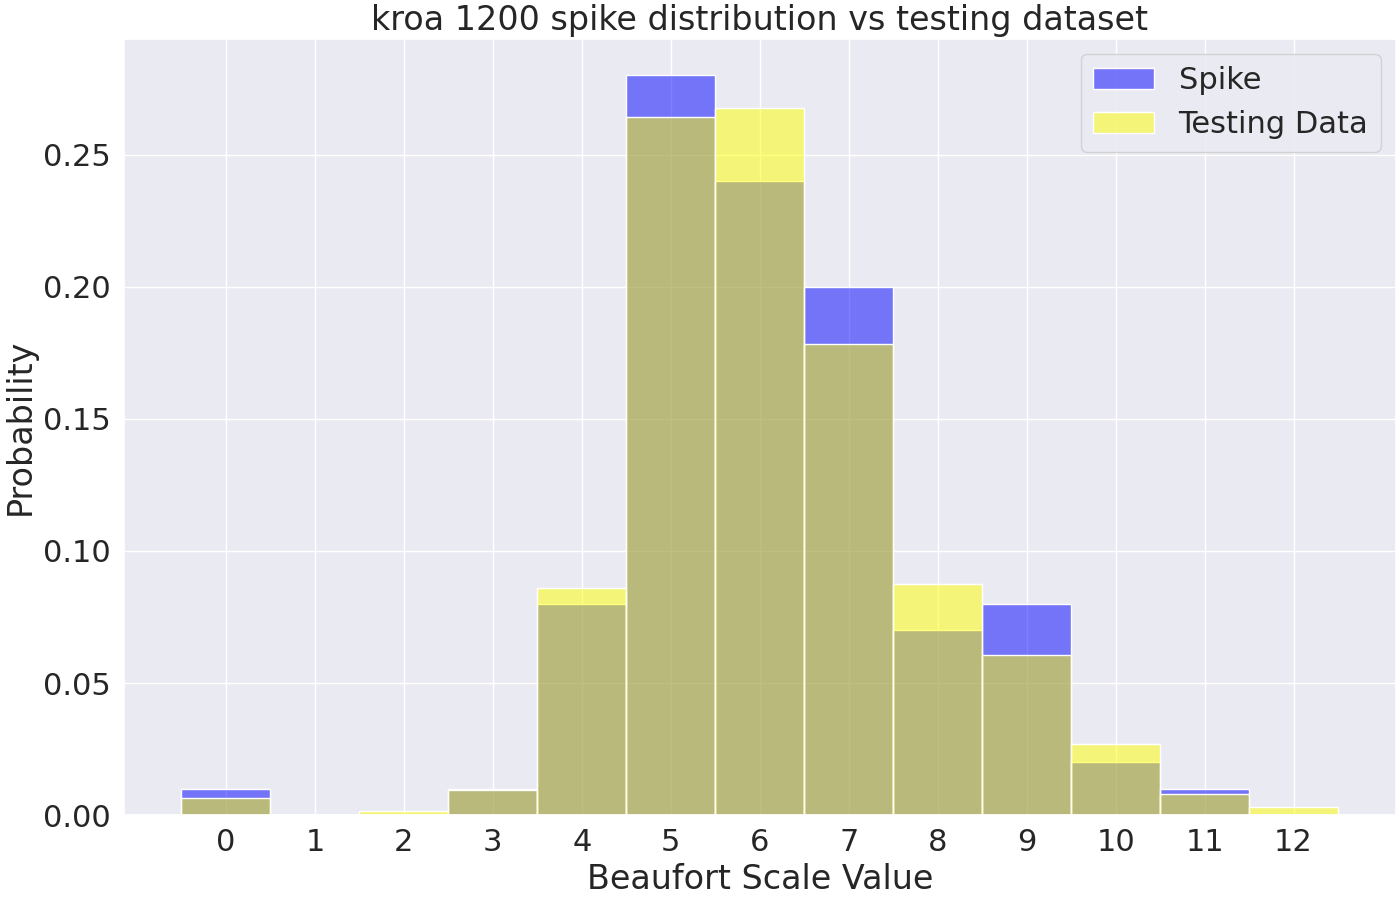 kroa 1200 spike distribution vs testing dataset
Spike
Testing Data
0.25
0.20
0.15
0.10
0.05
0.00
Probability
0 1 2 3 4 5 6 7 8 9 10 11 12
Beaufort Scale Value